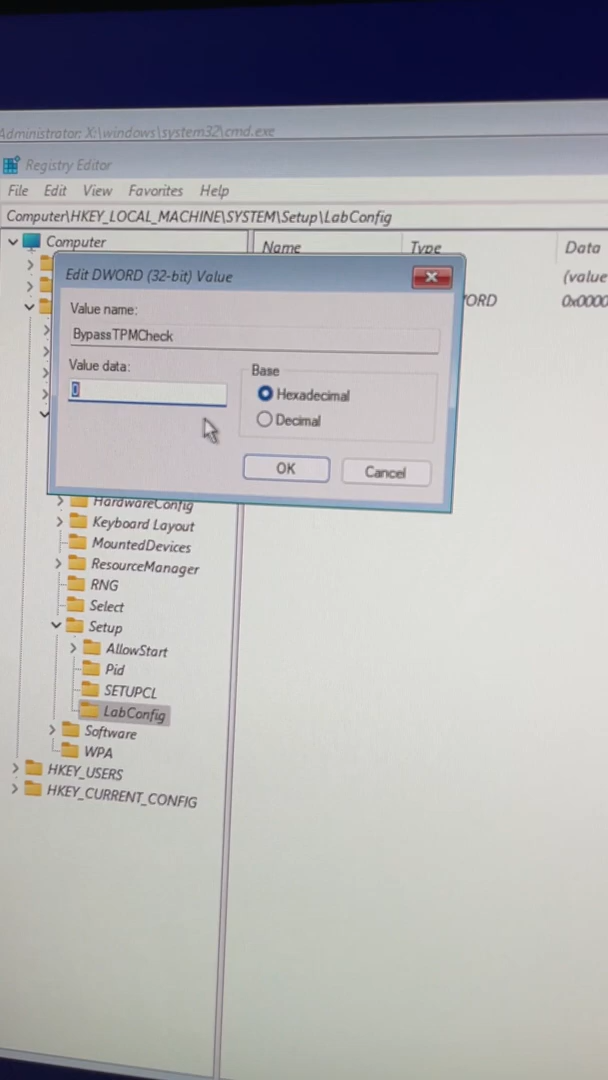 Administrator: X:\windows\system32\cmd.exe
Registry Editor
File Edit View Favorites Help
Computer\HKEY_LOCAL_MACHINE\SYSTEM\Setup\LabConfig
Computer
Name Type Data
(value
0x0000
Edit DWORD (32-bit) Value
Value name:
BypassTPMCheck
Value data:
0
Base
Hexadecimal
Decimal
OK
Cancel
HardwareConfig
Keyboard Layout
MountedDevices
ResourceManager
RNG
Select
Setup
AllowStart
Pid
SETUPCL
LabConfig
Software
WPA
HKEY_USERS
HKEY_CURRENT_CONFIG